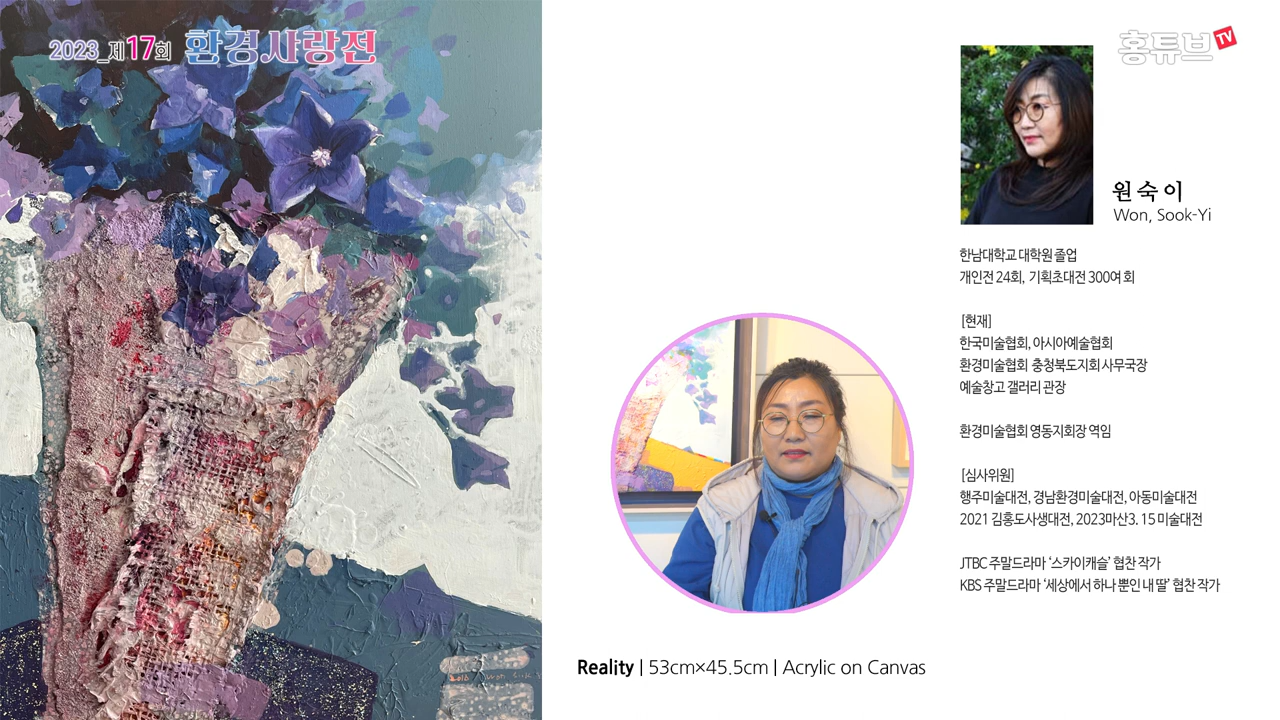 2023_제17회 환경사랑전
홍튜브 TV
원숙이
Won, Sook-Yi
한남대학교 대학원 졸업
개인전 24회, 기획초대전 300여 회
[현재]
한국미술협회, 아시아예술협회
환경미술협회 충청북도지회 사무국장
예술창고 갤러리 관장
환경미술협회 영동지회장 역임
[심사위원]
행주미술대전, 경남환경미술대전, 아동미술대전
2021 김홍도사생대전, 2023마산3. 15 미술대전
JTBC 주말드라마 ‘스카이캐슬’ 협찬 작가
KBS 주말드라마 ‘세상에서 하나 뿐인 내 딸’ 협찬 작가
Reality | 53cm×45.5cm | Acrylic on Canvas